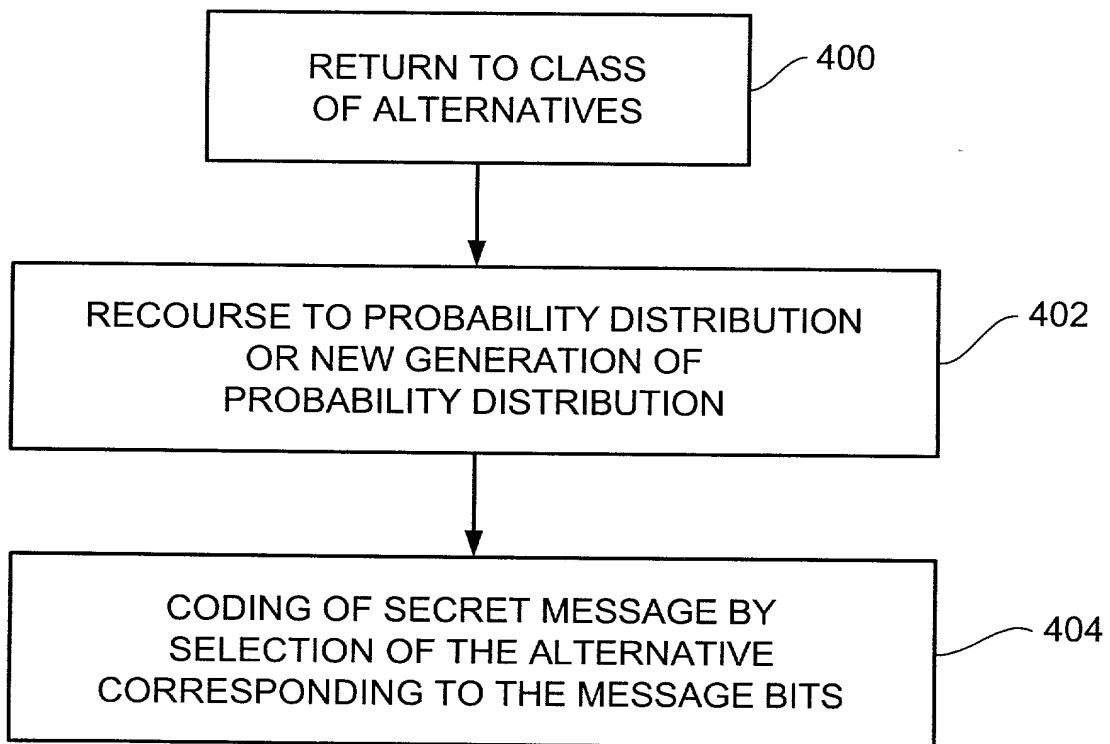 RETURN TO CLASS
OF ALTERNATIVES
400
RECOURSE TO PROBABILITY DISTRIBUTION
OR NEW GENERATION OF
PROBABILITY DISTRIBUTION
402
CODING OF SECRET MESSAGE BY
SELECTION OF THE ALTERNATIVE
CORRESPONDING TO THE MESSAGE BITS
404